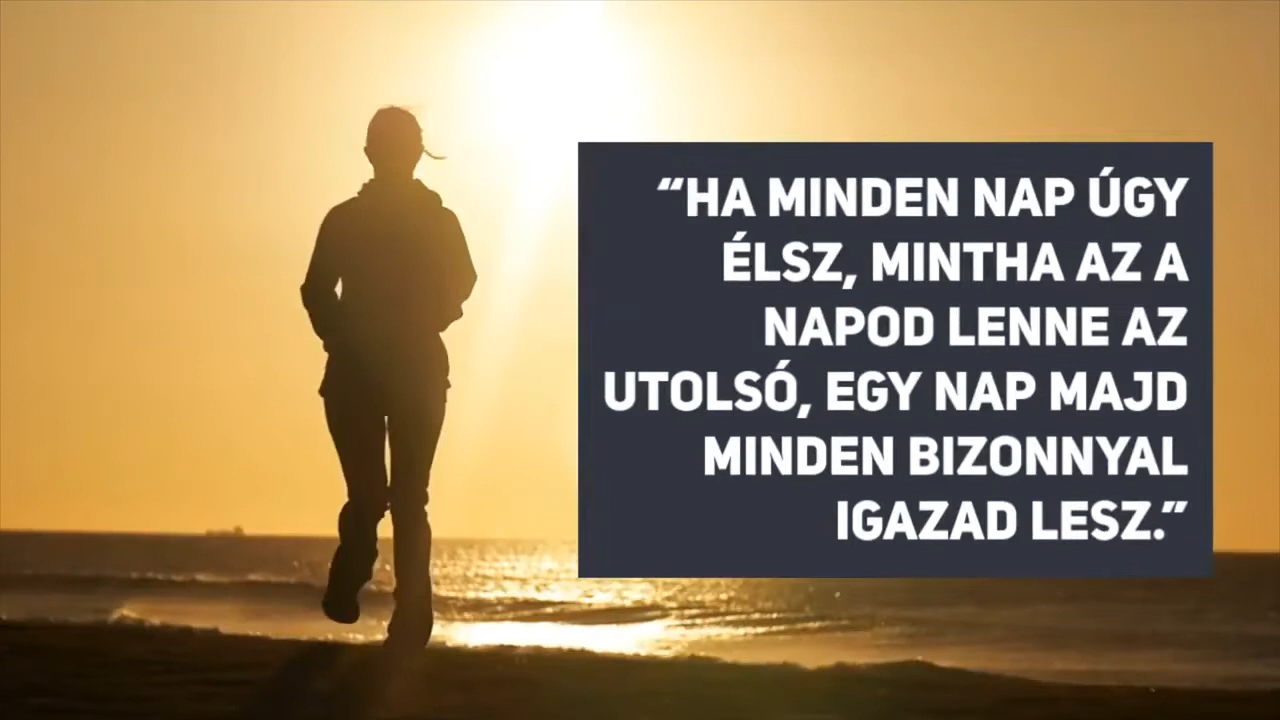 “HA MINDEN NAP ÚGY
ÉLSZ, MINTHA AZ A
NAPOD LENNE AZ
UTOLSÓ, EGY NAP MAJD
MINDEN BIZONNYAL
IGAZAD LESZ.”